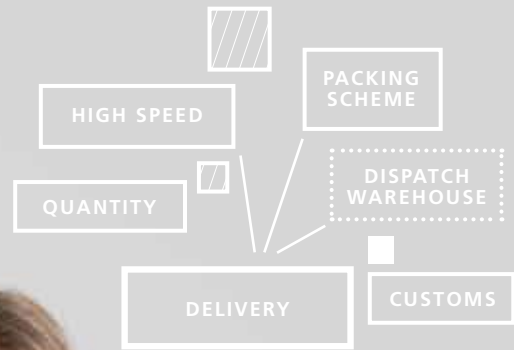 PACKING
SCHEME
HIGH SPEED
DISPATCH
WAREHOUSE
QUANTITY
CUSTOMS
DELIVERY